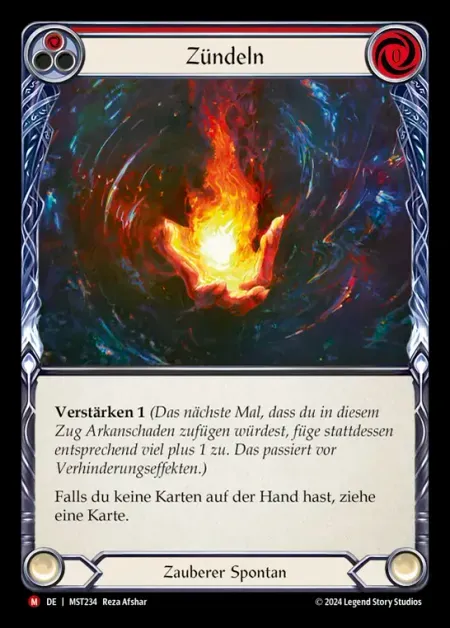 Zündeln
0
Verstärken 1 (Das nächste Mal, dass du in diesem
Zug Arkanschaden zufügen würdest, füge stattdessen
entsprechend viel plus 1 zu. Das passiert vor
Verhinderungseffekten.)
Falls du keine Karten auf der Hand hast, ziehe
eine Karte.
Zauberer Spontan
M DE | MST234 Reza Afshar © 2024 Legend Story Studios